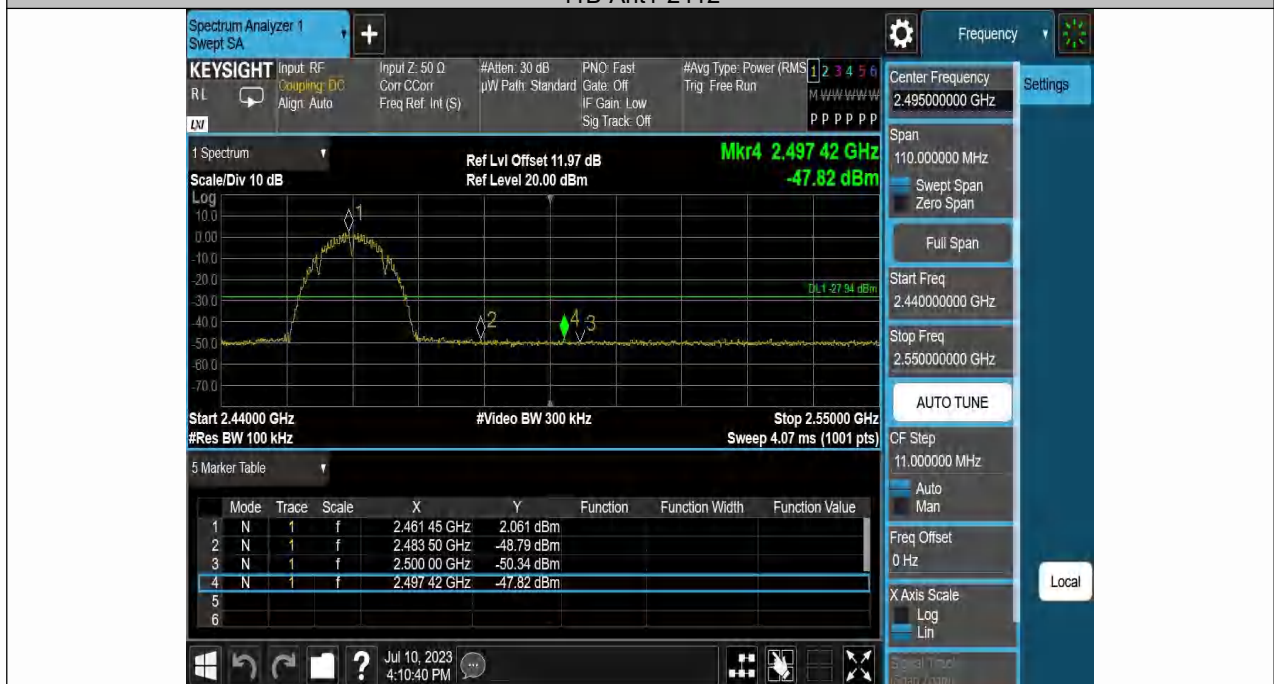 Spectrum Analyzer 1
Swept SA
+
Frequency
KEYSIGHT
RL
LXI
Input: RF
Coupling: DC
Align: Auto
Input Z: 50 Ω
Corr CCorr
Freq Ref: Int (S)
#Atten: 30 dB
µW Path: Standard
PNO: Fast
Gate: Off
IF Gain: Low
Sig Track: Off
#Avg Type: Power (RMS
Trig: Free Run
1 2 3 4 5 6
M W W W W W
P P P P P P
Center Frequency
2.495000000 GHz
Settings
Span
110.000000 MHz
Swept Span
Zero Span
Full Span
Start Freq
2.440000000 GHz
Stop Freq
2.550000000 GHz
AUTO TUNE
CF Step
11.000000 MHz
Auto
Man
Freq Offset
0 Hz
X Axis Scale
Log
Lin
Local
1 Spectrum
Scale/Div 10 dB
Ref Lvl Offset 11.97 dB
Ref Level 20.00 dBm
Mkr4 2.497 42 GHz
-47.82 dBm
Log
10.0
0.00
-10.0
-20.0
-30.0
-40.0
-50.0
-60.0
-70.0
1
2
4
3
DL1 -27.94 dBm
Start 2.44000 GHz
#Res BW 100 kHz
#Video BW 300 kHz
Stop 2.55000 GHz
Sweep 4.07 ms (1001 pts)
5 Marker Table
Mode Trace Scale X Y Function Function Width Function Value
1 N 1 f 2.461 45 GHz 2.061 dBm
2 N 1 f 2.483 50 GHz -48.79 dBm
3 N 1 f 2.500 00 GHz -50.34 dBm
4 N 1 f 2.497 42 GHz -47.82 dBm
5
6
?
Jul 10, 2023
4:10:40 PM